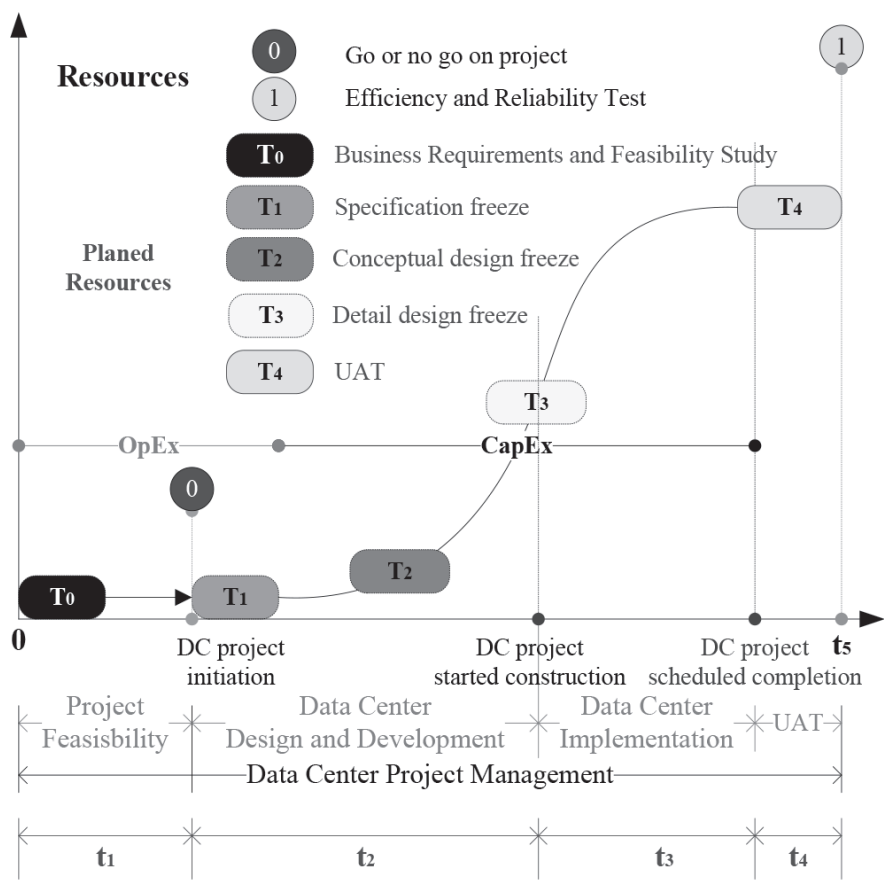 0
Go or no go on project
1
Resources
1
Efficiency and Reliability Test
T0
Business Requirements and Feasibility Study
T1
Specification freeze
T4
Planed
Resources
T2
Conceptual design freeze
T3
Detail design freeze
T4
UAT
T3
OpEx
CapEx
0
T0
T1
T2
0
DC project
initiation
DC project
started construction
DC project
scheduled completion
t5
Project
Feasisbility
Data Center
Design and Development
Data Center
Implementation
UAT
Data Center Project Management
t1
t2
t3
t4